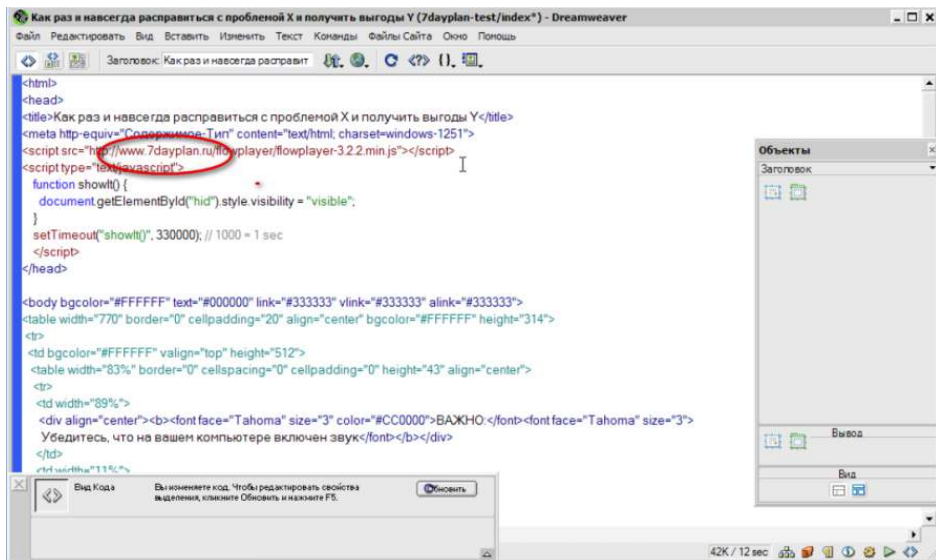 Как раз и навсегда расправиться с проблемой X и получить выгоды Y (7dayplan-test/index*) - Dreamweaver
Файл Редактировать Вид Вставить Изменить Текст Команды Файлы Сайта Окно Помощь
Заголовок: Как раз и навсегда расправит
<html>
<head>
<title>Как раз и навсегда расправиться с проблемой X и получить выгоды Y</title>
<meta http-equiv="Содержимое-Тип" content="text/html; charset=windows-1251">
<script src="http://www.7dayplan.ru/flowplayer/flowplayer-3.2.2.min.js"></script>
<script type="text/javascript">
function showIt() {
document.getElementById("hid").style.visibility = "visible";
}
setTimeout("showIt()", 330000); // 1000 = 1 sec
</script>
</head>
<body bgcolor="#FFFFFF" text="#000000" link="#333333" vlink="#333333" alink="#333333">
<table width="770" border="0" cellpadding="20" align="center" bgcolor="#FFFFFF" height="314">
<tr>
<td bgcolor="#FFFFFF" valign="top" height="512">
<table width="83%" border="0" cellspacing="0" cellpadding="0" height="43" align="center">
<tr>
<td width="89%">
<div align="center"><b><font face="Tahoma" size="3" color="#CC0000">ВАЖНО:</font><font face="Tahoma" size="3">
Убедитесь, что на вашем компьютере включен звук</font></b></div>
</td>
<td width="11%">
Объекты
Заголовок
Вывод
Вид
Вид Кода
Вы изменяете код. Чтобы редактировать свойства
выделения, кликните Обновить и нажмите F5.
Обновить
42K / 12 sec